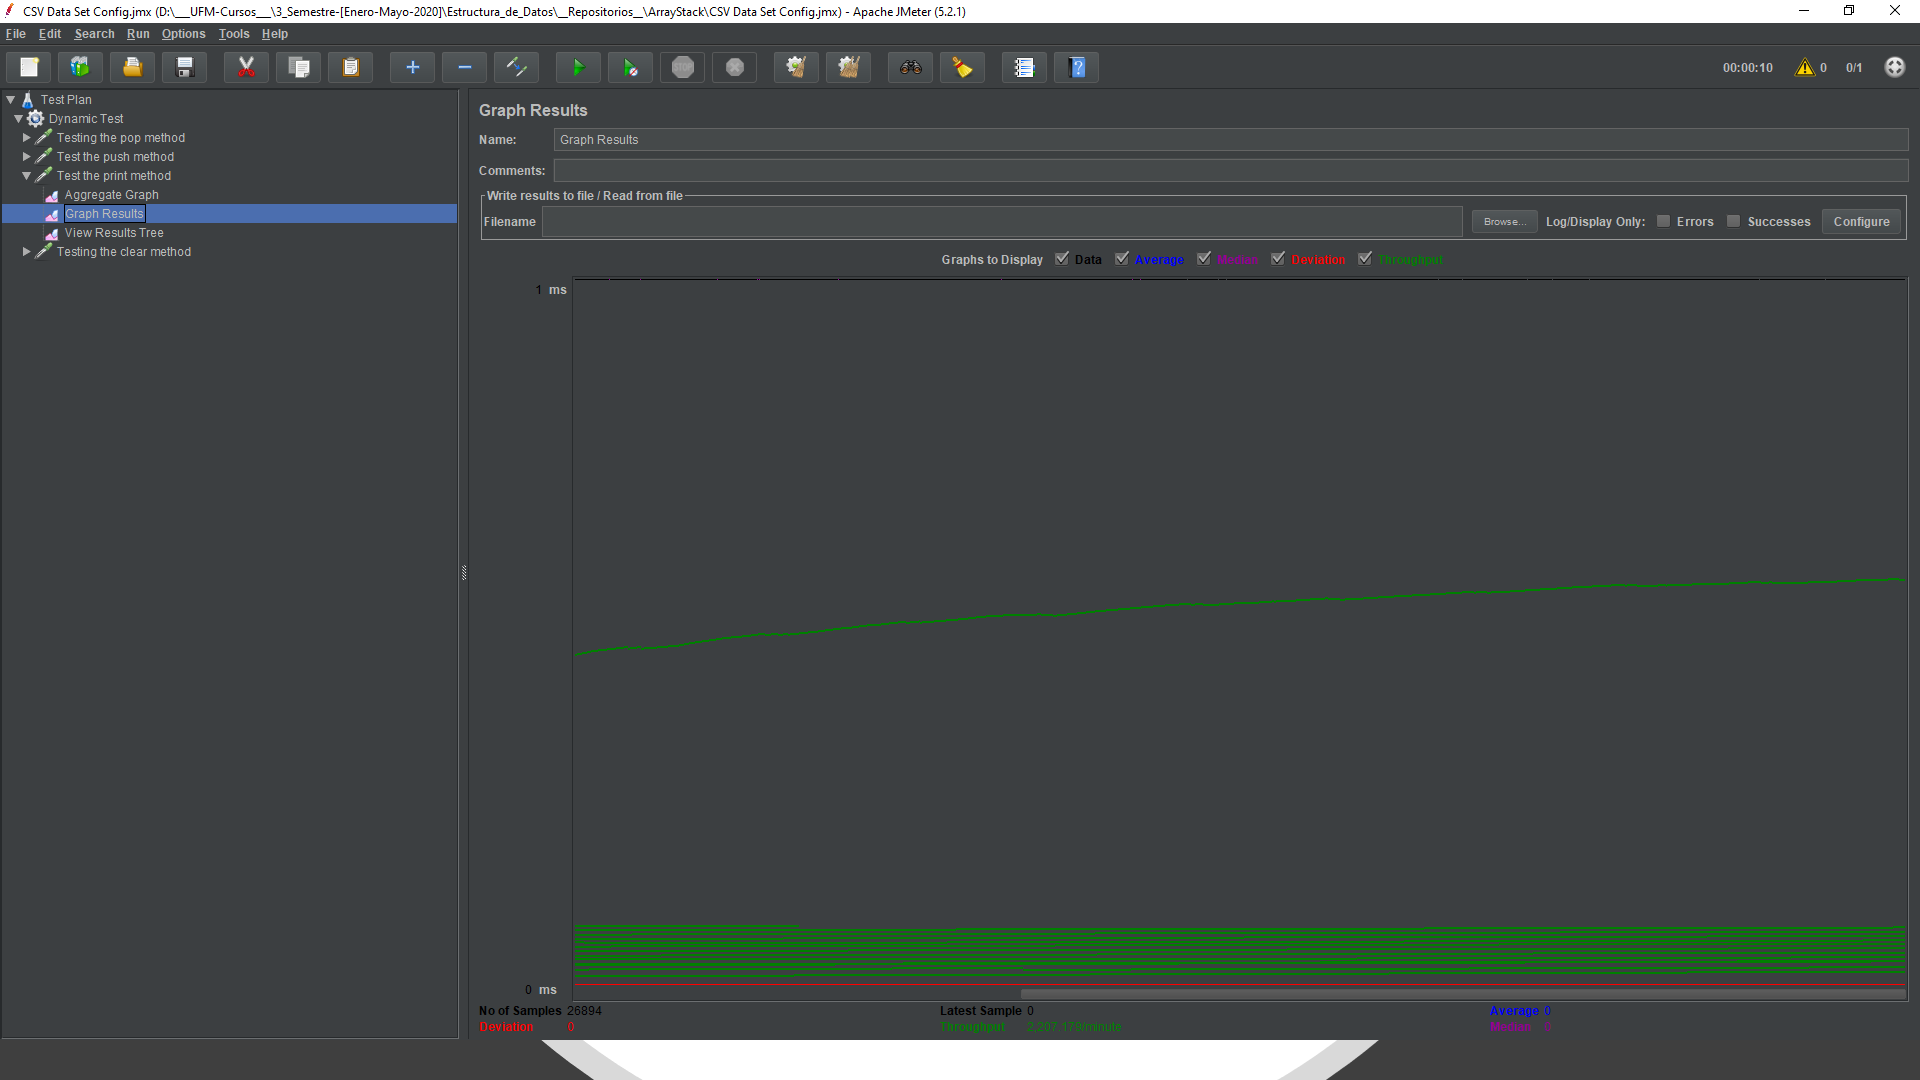 CSV Data Set Config.jmx (D:\___UFM-Cursos___\3_Semestre-[Enero-Mayo-2020]\Estructura_de_Datos\__Repositorios__\ArrayStack\CSV Data Set Config.jmx) - Apache JMeter (5.2.1)
File Edit Search Run Options Tools Help
STOP
00:00:10 0 0/1
Test Plan
Dynamic Test
Testing the pop method
Test the push method
Test the print method
Aggregate Graph
Graph Results
View Results Tree
Testing the clear method
Graph Results
Name: Graph Results
Comments:
Write results to file / Read from file
Filename Browse... Log/Display Only: Errors Successes Configure
Graphs to Display Data Average Median Deviation Throughput
1 ms
0 ms
No of Samples 26894 Latest Sample 0 Average 0
Deviation 0 Throughput 2,207.179/minute Median 0